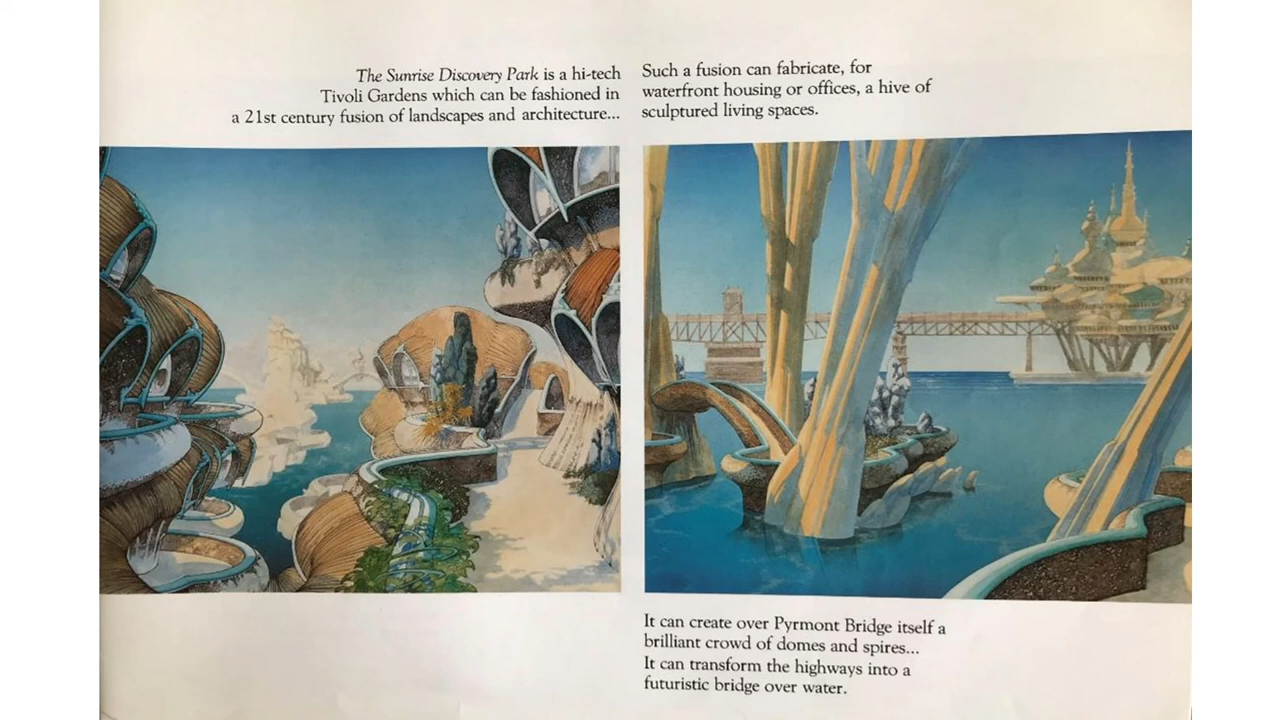 The Sunrise Discovery Park is a hi-tech
Tivoli Gardens which can be fashioned in
a 21st century fusion of landscapes and architecture...
Such a fusion can fabricate, for
waterfront housing or offices, a hive of
sculptured living spaces.
It can create over Pyrmont Bridge itself a
brilliant crowd of domes and spires...
It can transform the highways into a
futuristic bridge over water.